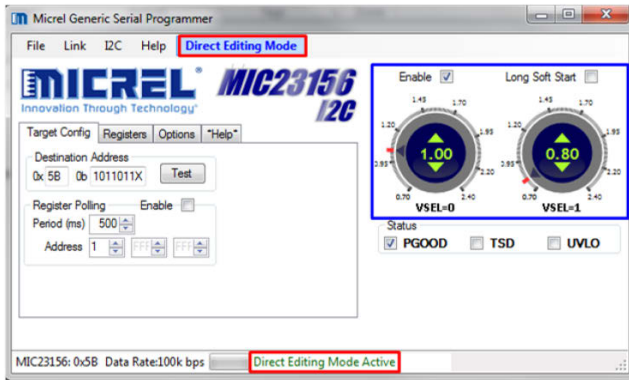 Micrel Generic Serial Programmer
File Link I2C Help Direct Editing Mode
MICREL®
Innovation Through Technology®
MIC23156
I2C
Target Config Registers Options "Help"
Destination Address
0x 5B 0b 1011011X Test
Register Polling Enable
Period (ms) 500
Address 1 FFF FFF
Enable Long Soft Start
1.45 1.70
1.20 1.95
0.95 2.20
0.70 2.40
1.00
VSEL=0
1.45 1.70
1.20 1.95
0.95 2.20
0.70 2.40
0.80
VSEL=1
Status
PGOOD TSD UVLO
MIC23156: 0x5B Data Rate:100k bps Direct Editing Mode Active